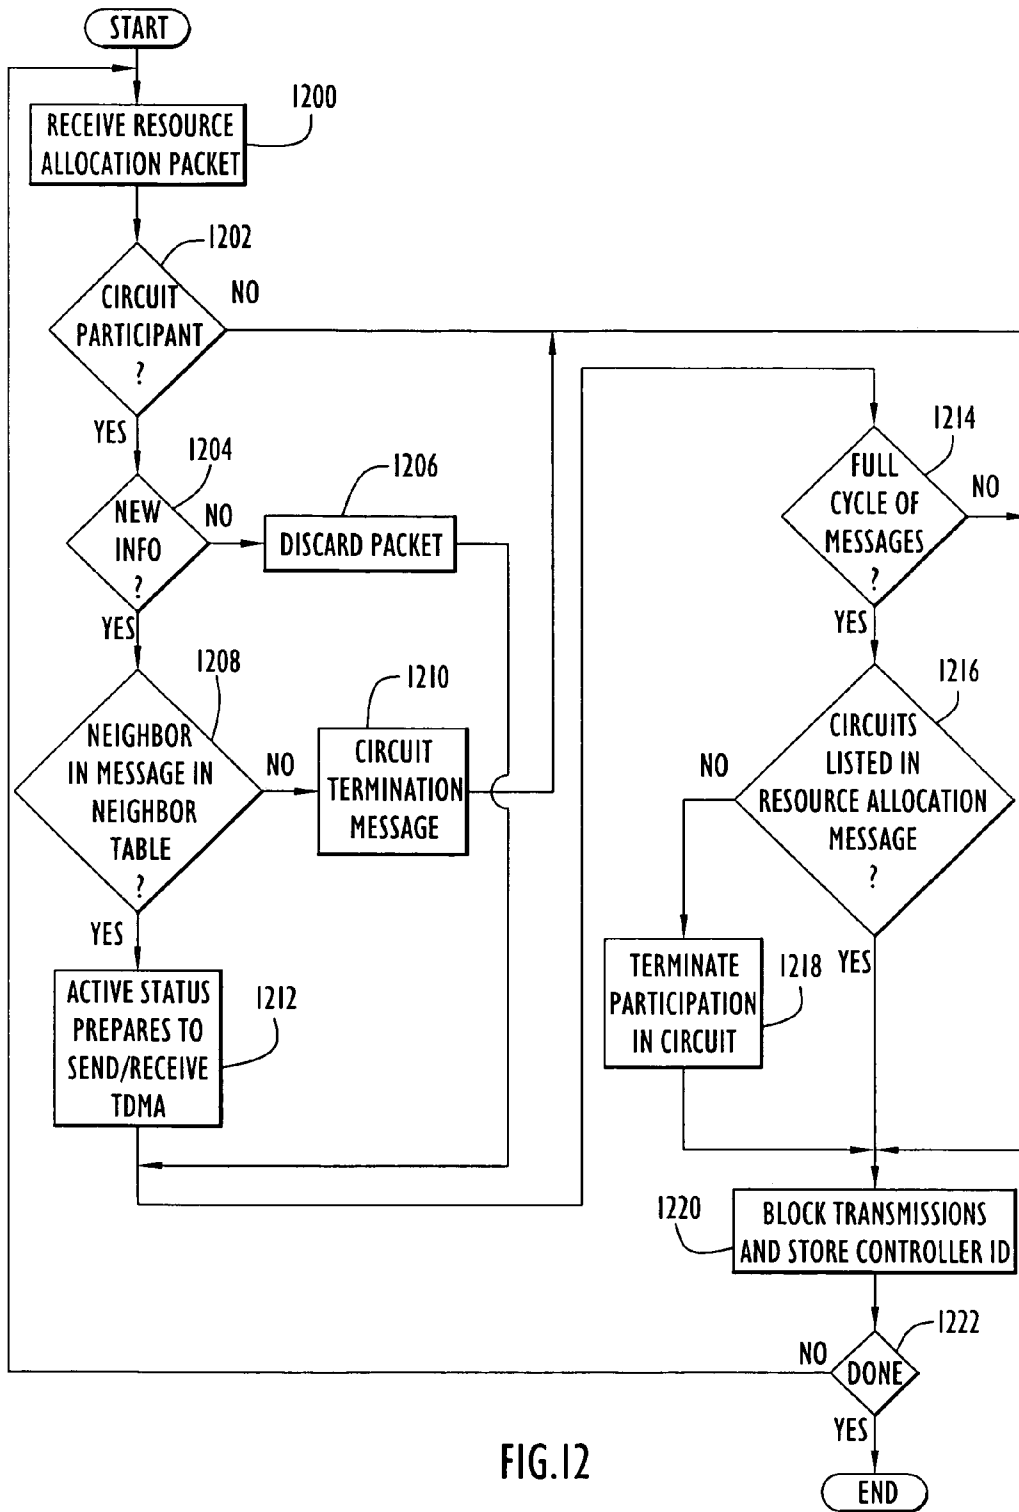 START
1200
RECEIVE RESOURCE
ALLOCATION PACKET
1202
CIRCUIT
PARTICIPANT
?
NO
YES
1204
NEW
INFO
?
NO
1206
DISCARD PACKET
YES
1208
NEIGHBOR
IN MESSAGE IN
NEIGHBOR
TABLE
?
NO
1210
CIRCUIT
TERMINATION
MESSAGE
YES
1212
ACTIVE STATUS
PREPARES TO
SEND/RECEIVE
TDMA
1214
FULL
CYCLE OF
MESSAGES
?
NO
YES
1216
CIRCUITS
LISTED IN
RESOURCE ALLOCATION
MESSAGE
?
NO
YES
1218
TERMINATE
PARTICIPATION
IN CIRCUIT
1220
BLOCK TRANSMISSIONS
AND STORE CONTROLLER ID
1222
DONE
NO
YES
END
FIG.12